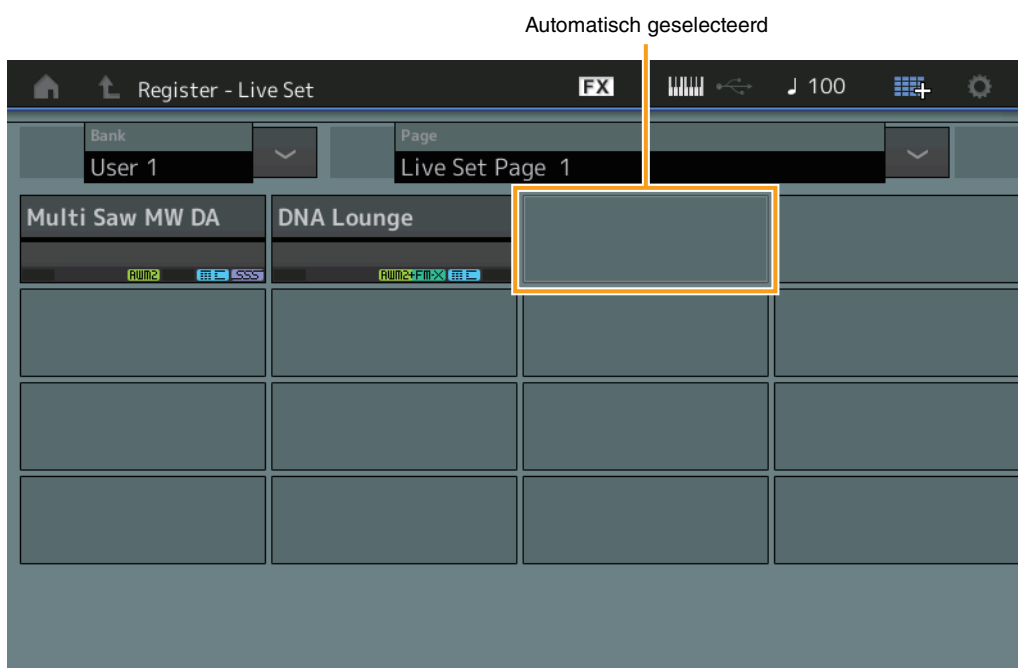 Automatisch geselecteerd
Register - Live Set FX ♩ 100
Bank Page
User 1 Live Set Page 1
Multi Saw MW DA DNA Lounge
AWM2 SSS AWM2+FM-X